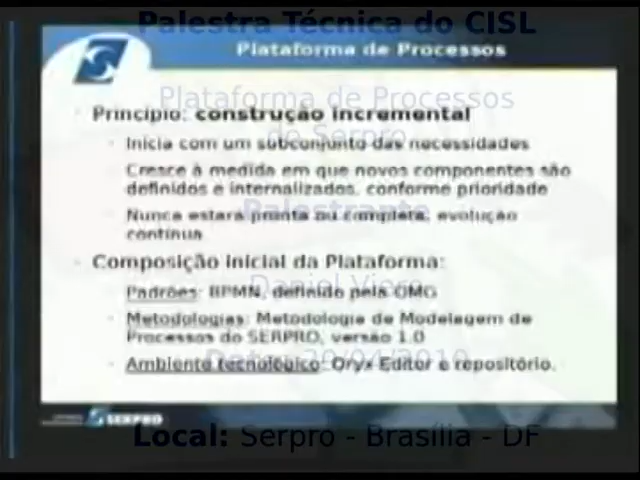 Palestra Técnica do CISL
Plataforma de Processos
Plataforma de Processos
do Serpro
Princípio: construção incremental
Inicia com um subconjunto das necessidades
Cresce à medida em que novos componentes são
definidos e internalizados, conforme prioridade
Palestrante
Nunca estará pronta ou completa, evolução
contínua
Composição inicial da Plataforma:
Daniel
Padrões: BPMN, definido pela OMG
Metodologias: Metodologia de Modelagem de
Processos do SERPRO, versão 1.0
Ambiente tecnológico: Oryx Editor e repositório.
SERPRO
Local: Serpro - Brasília - DF